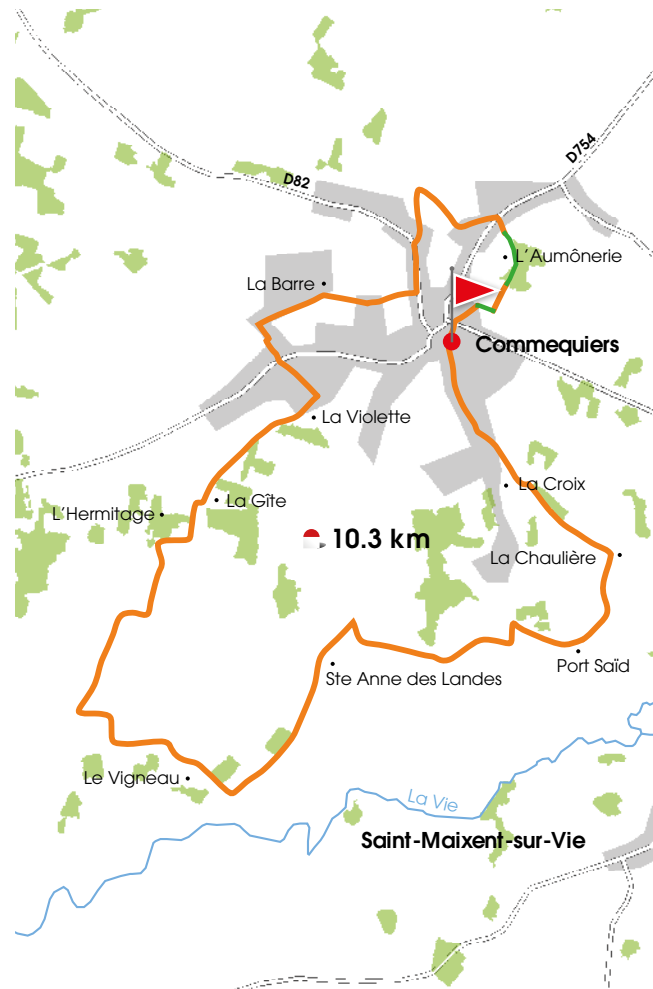 D754
D82
L'Aumônerie
La Barre
Commequiers
La Violette
La Croix
La Gîte
L'Hermitage
10.3 km
La Chaulière
Port Saïd
Ste Anne des Landes
Le Vigneau
La Vie
Saint-Maixent-sur-Vie